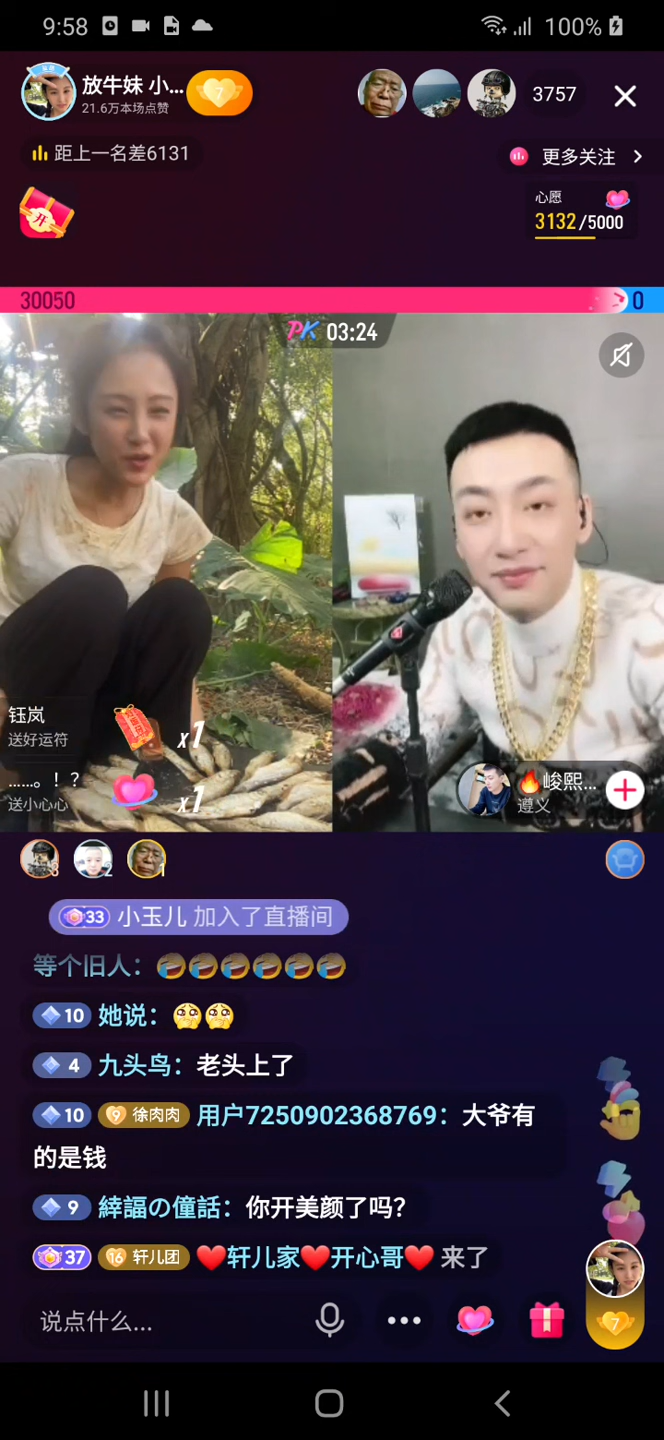 9:58
100%
放牛妹 小...
21.6万本场点赞
7
3757
距上一名差6131
更多关注
开
心愿
3132/5000
30050
0
PK 03:24
钰岚
送好运符
x1
......。！？
送小心心
x1
🔥峻熙...
遵义
8
2
1
33 小玉儿 加入了直播间
等个旧人：🤣🤣🤣🤣🤣🤣
10 她说：🥺🥺
4 九头鸟：老头上了
10 9 徐肉肉 用户7250902368769：大爷有
的是钱
9 緈諨の僮話：你开美颜了吗?
37 16 轩儿团 ❤️轩儿家❤️开心哥❤️ 来了
说点什么...
7